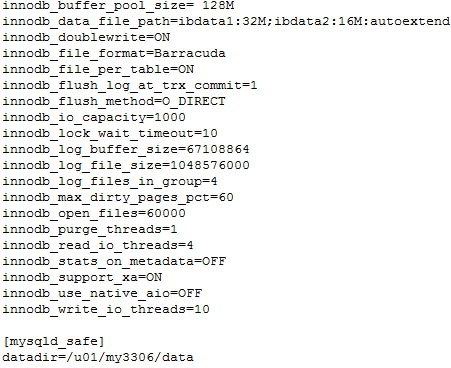 innodb_buffer_pool_size= 128M
innodb_data_file_path=ibdata1:32M;ibdata2:16M:autoextend
innodb_doublewrite=ON
innodb_file_format=Barracuda
innodb_file_per_table=ON
innodb_flush_log_at_trx_commit=1
innodb_flush_method=O_DIRECT
innodb_io_capacity=1000
innodb_lock_wait_timeout=10
innodb_log_buffer_size=67108864
innodb_log_file_size=1048576000
innodb_log_files_in_group=4
innodb_max_dirty_pages_pct=60
innodb_open_files=60000
innodb_purge_threads=1
innodb_read_io_threads=4
innodb_stats_on_metadata=OFF
innodb_support_xa=ON
innodb_use_native_aio=OFF
innodb_write_io_threads=10
[mysqld_safe]
datadir=/u01/my3306/data